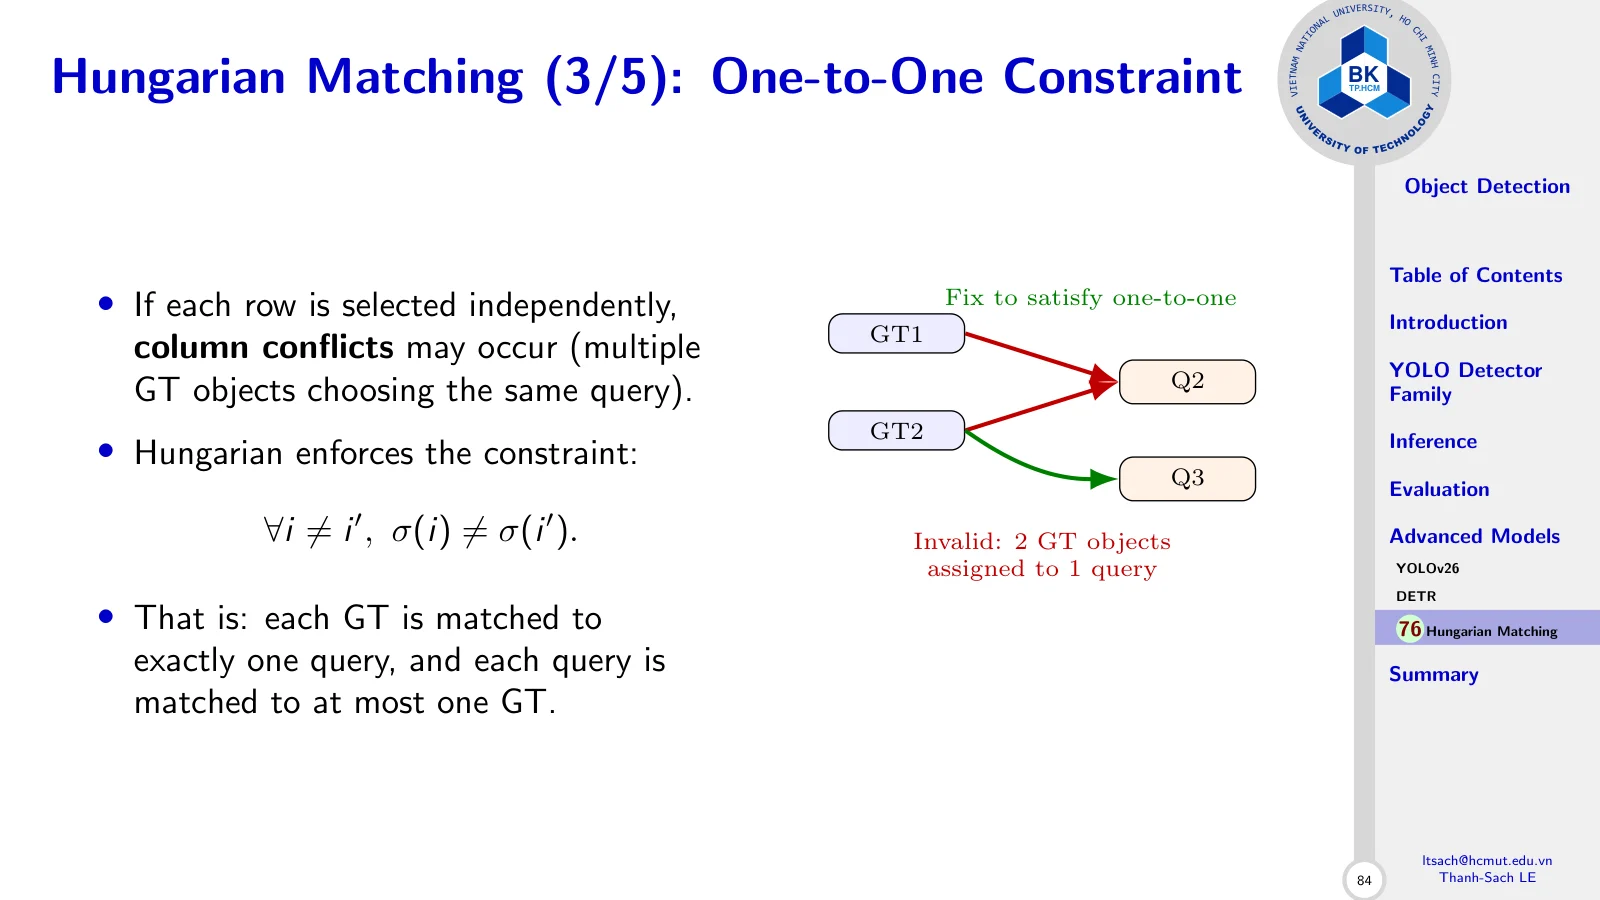 Hungarian Matching (3/5): One-to-One Constraint
• If each row is selected independently,
column conflicts may occur (multiple
GT objects choosing the same query).
• Hungarian enforces the constraint:
∀i ≠ i′, σ(i) ≠ σ(i′).
• That is: each GT is matched to
exactly one query, and each query is
matched to at most one GT.
Fix to satisfy one-to-one
GT1
Q2
GT2
Q3
Invalid: 2 GT objects
assigned to 1 query
VIETNAM NATIONAL UNIVERSITY, HO CHI MINH CITY
BK
TP.HCM
UNIVERSITY OF TECHNOLOGY
Object Detection
Table of Contents
Introduction
YOLO Detector
Family
Inference
Evaluation
Advanced Models
YOLOv26
DETR
76 Hungarian Matching
Summary
ltsach@hcmut.edu.vn
Thanh-Sach LE
84